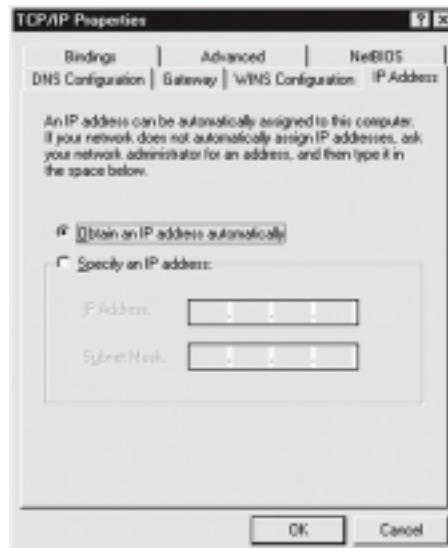 TCP/IP Properties
Bindings Advanced NetBIOS
DNS Configuration Gateway WINS Configuration IP Address
An IP address can be automatically assigned to this computer.
If your network does not automatically assign IP addresses, ask
your network administrator for an address, and then type it in
the space below.
Obtain an IP address automatically
Specify an IP address:
IP Address:
Subnet Mask:
OK Cancel